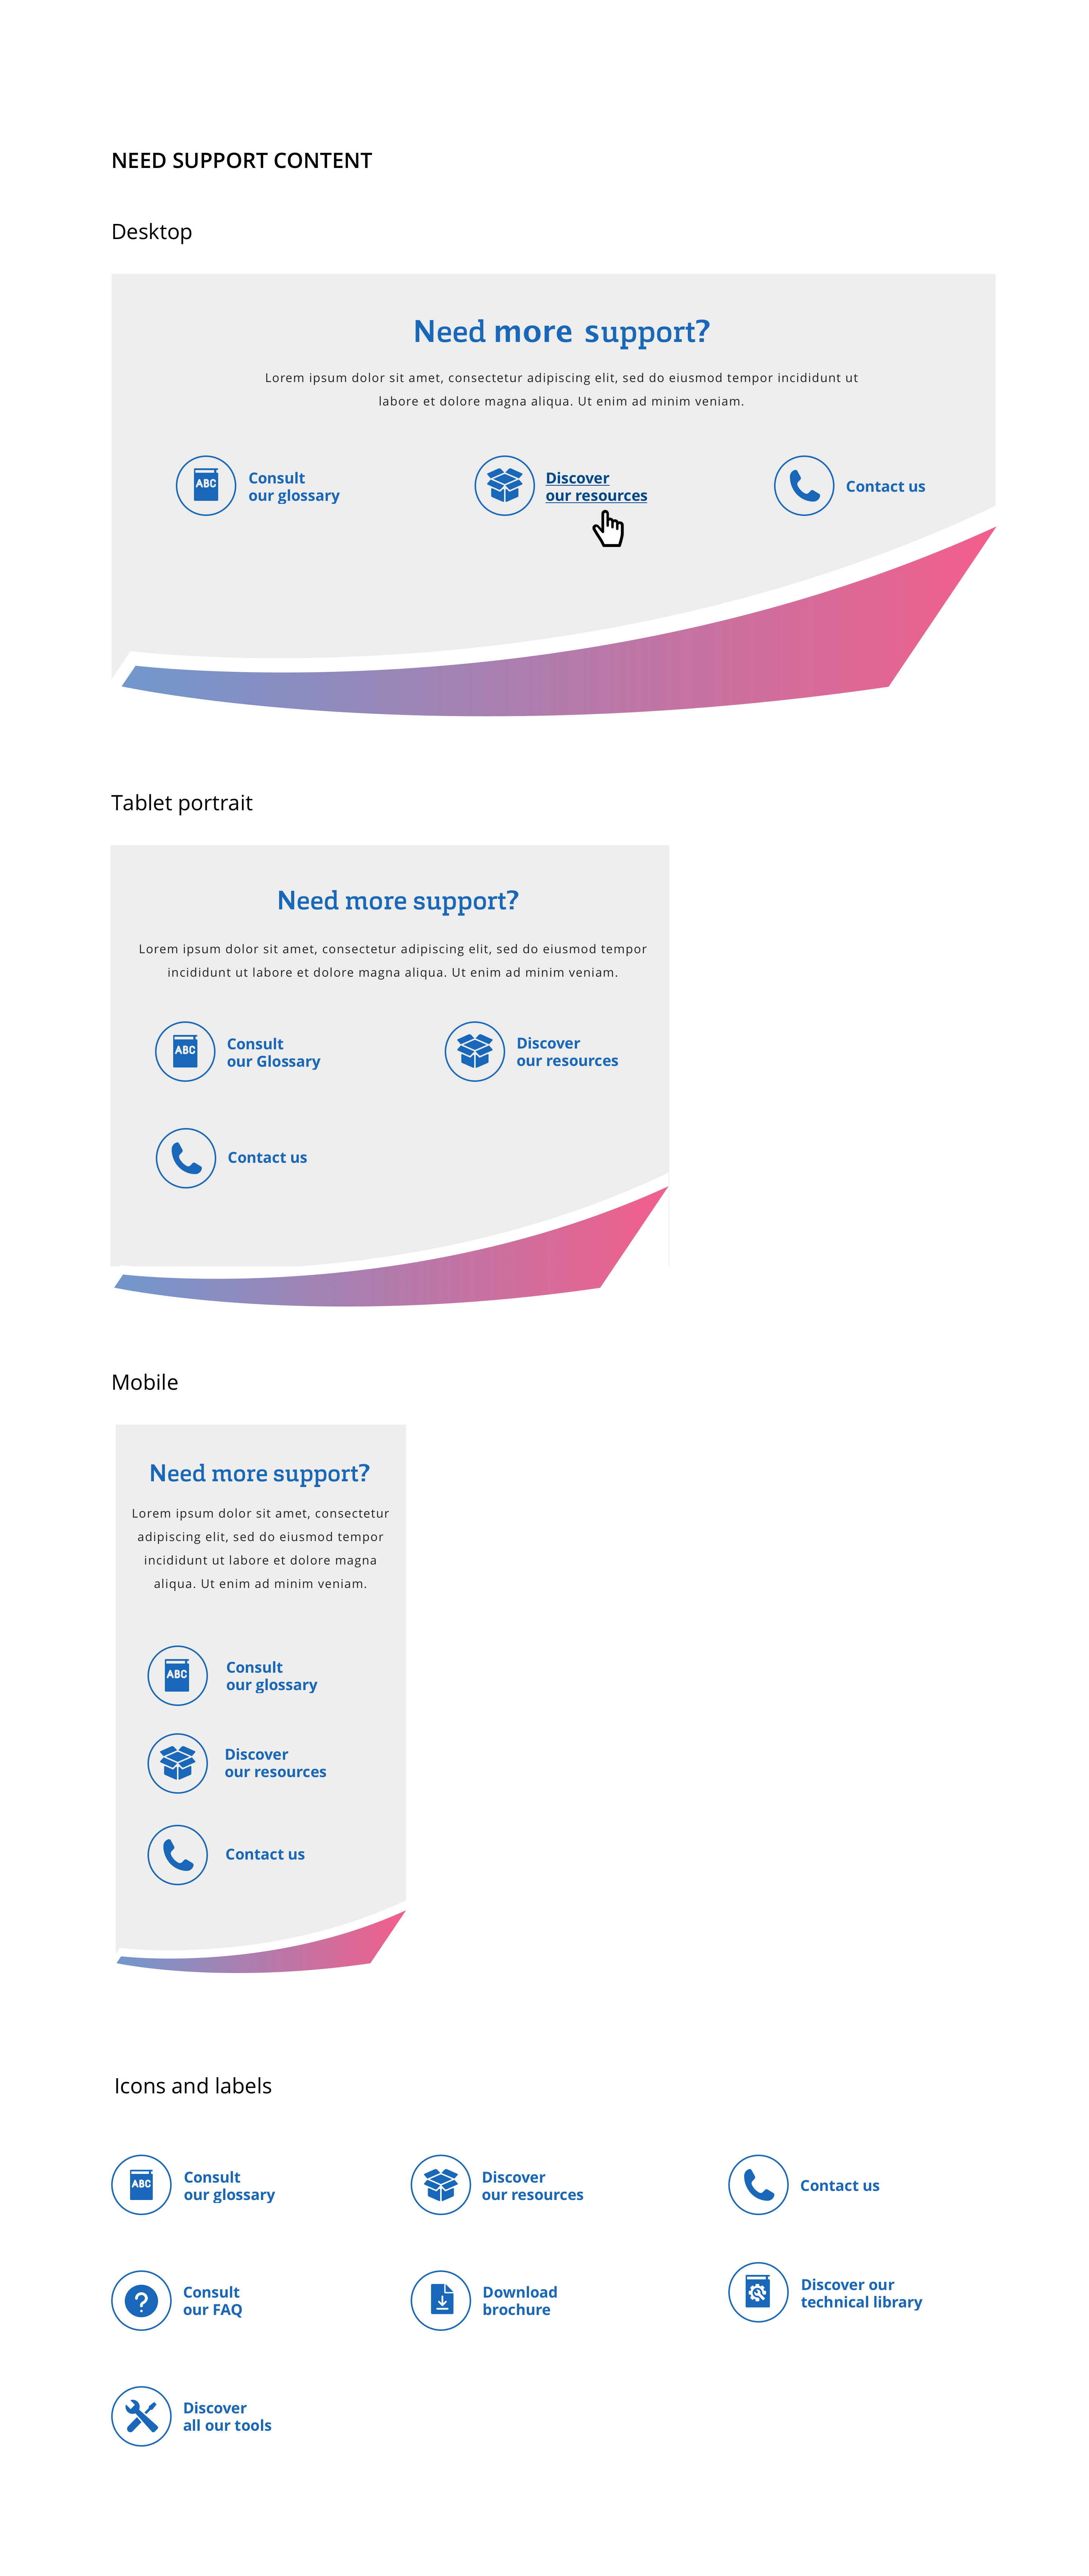 NEED SUPPORT CONTENT
Desktop
Need more support?
Lorem ipsum dolor sit amet, consectetur adipiscing elit, sed do eiusmod tempor incididunt ut
labore et dolore magna aliqua. Ut enim ad minim veniam.
ABC
Consult
our glossary
Discover
our resources
Contact us
Tablet portrait
Need more support?
Lorem ipsum dolor sit amet, consectetur adipiscing elit, sed do eiusmod tempor
incididunt ut labore et dolore magna aliqua. Ut enim ad minim veniam.
ABC
Consult
our Glossary
Discover
our resources
Contact us
Mobile
Need more support?
Lorem ipsum dolor sit amet, consectetur
adipiscing elit, sed do eiusmod tempor
incididunt ut labore et dolore magna
aliqua. Ut enim ad minim veniam.
ABC
Consult
our glossary
Discover
our resources
Contact us
Icons and labels
ABC
Consult
our glossary
Discover
our resources
Contact us
?
Consult
our FAQ
Download
brochure
Discover our
technical library
Discover
all our tools